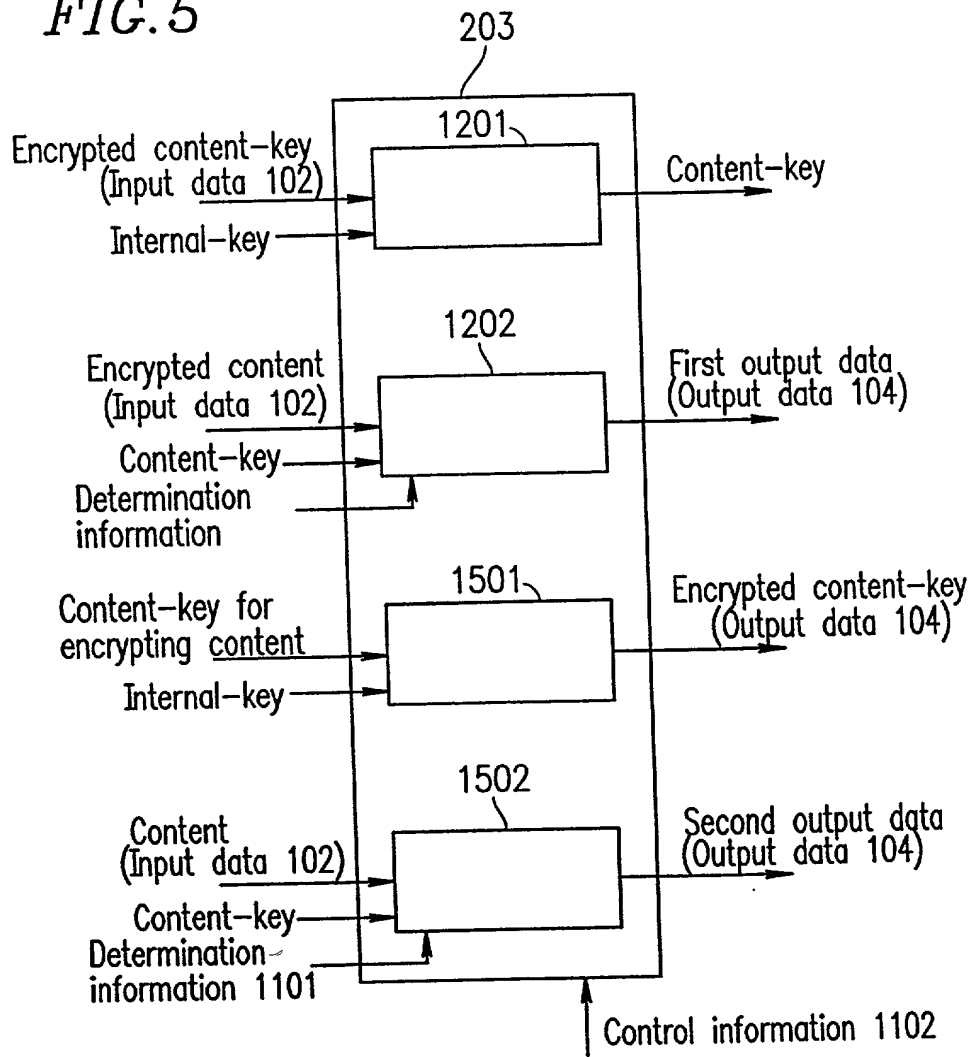 FIG. 5
203
1201
Encrypted content-key
(Input data 102)
Internal-key
Content-key
1202
Encrypted content
(Input data 102)
Content-key
Determination
information
First output data
(Output data 104)
1501
Content-key for
encrypting content
Internal-key
Encrypted content-key
(Output data 104)
1502
Content
(Input data 102)
Content-key
Determination
information 1101
Second output data
(Output data 104)
Control information 1102